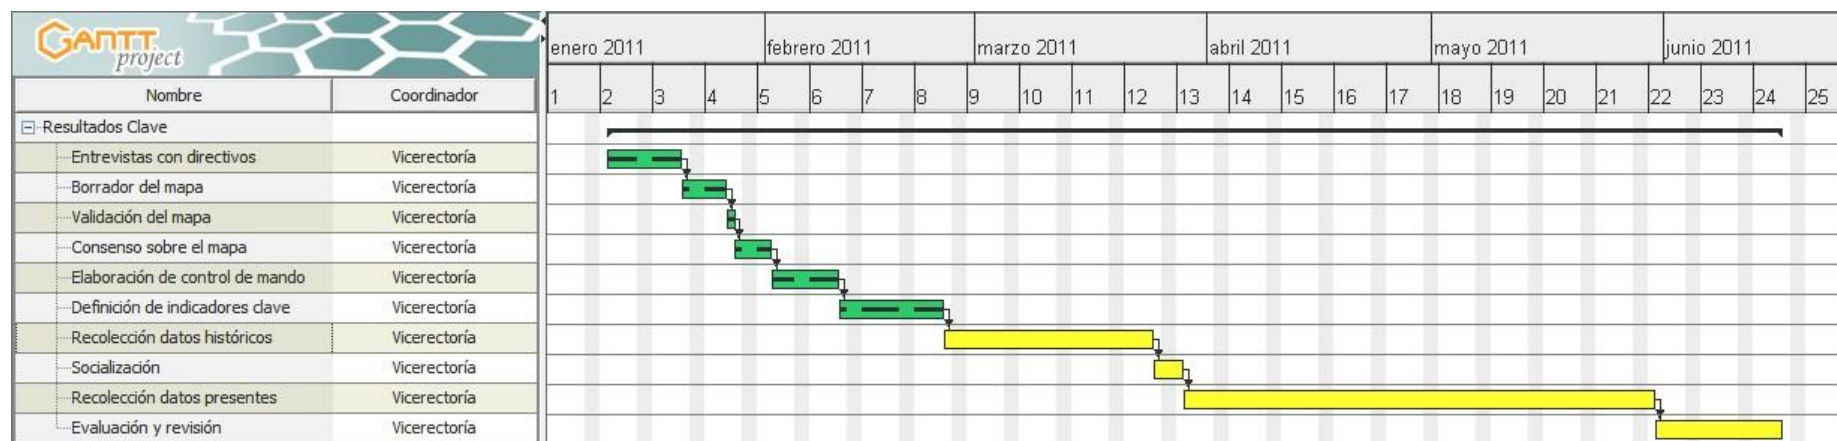 GANTT
project
enero 2011 febrero 2011 marzo 2011 abril 2011 mayo 2011 junio 2011
Nombre Coordinador 1 2 3 4 5 6 7 8 9 10 11 12 13 14 15 16 17 18 19 20 21 22 23 24 25
Resultados Clave
Entrevistas con directivos Vicerectoría
Borrador del mapa Vicerectoría
Validación del mapa Vicerectoría
Consenso sobre el mapa Vicerectoría
Elaboración de control de mando Vicerectoría
Definición de indicadores clave Vicerectoría
Recolección datos históricos Vicerectoría
Socialización Vicerectoría
Recolección datos presentes Vicerectoría
Evaluación y revisión Vicerectoría